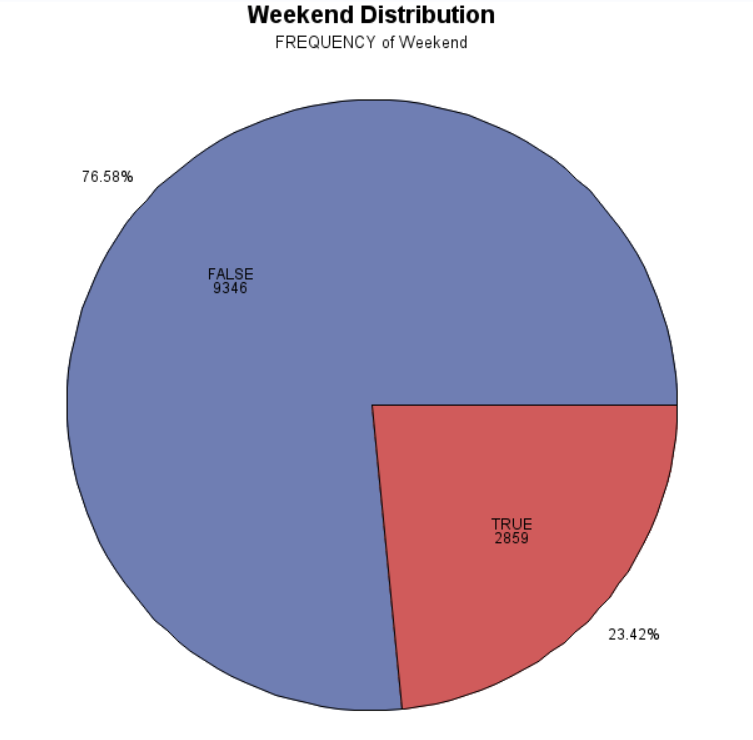 Weekend Distribution
FREQUENCY of Weekend
76.58%
FALSE
9346
TRUE
2859
23.42%